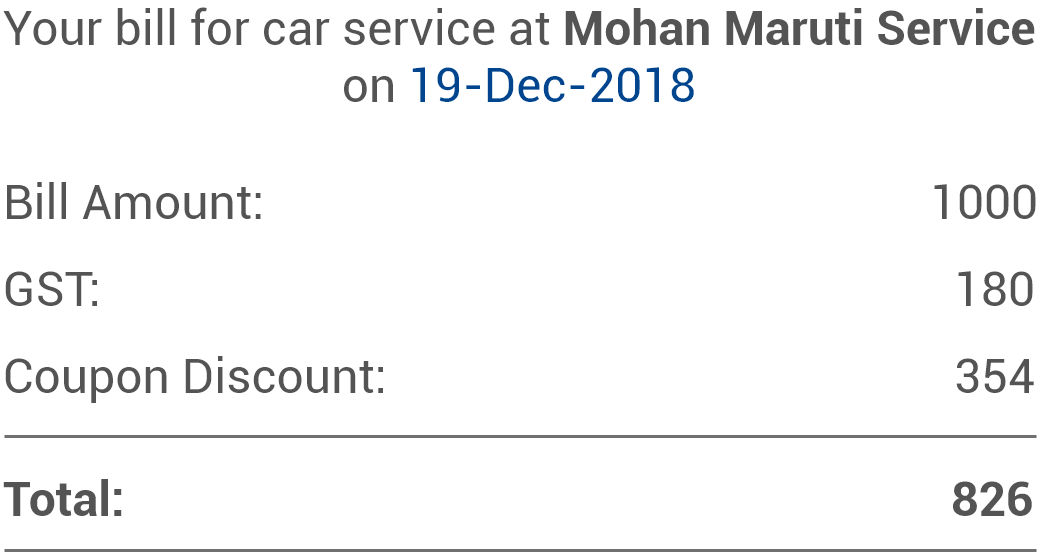 Your bill for car service at Mohan Maruti Service
on 19-Dec-2018
Bill Amount: 1000
GST: 180
Coupon Discount: 354
Total: 826